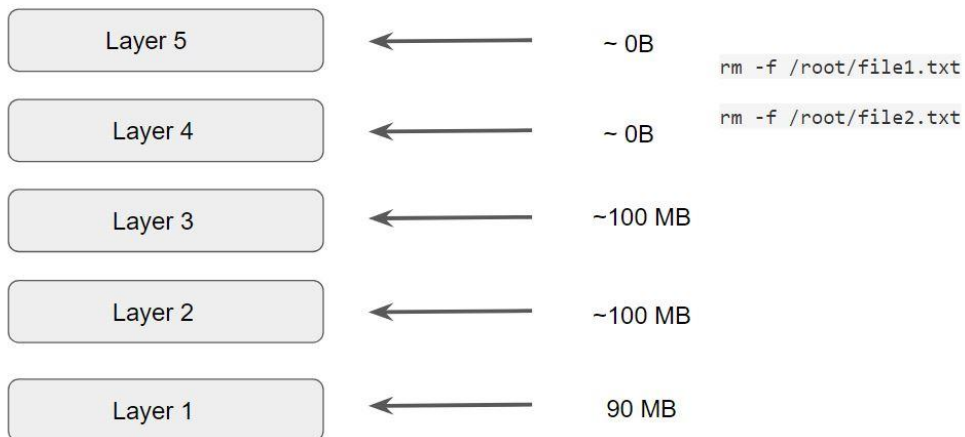 Layer 5
~ 0B
rm -f /root/file1.txt
rm -f /root/file2.txt
Layer 4
~ 0B
Layer 3
~100 MB
Layer 2
~100 MB
Layer 1
90 MB